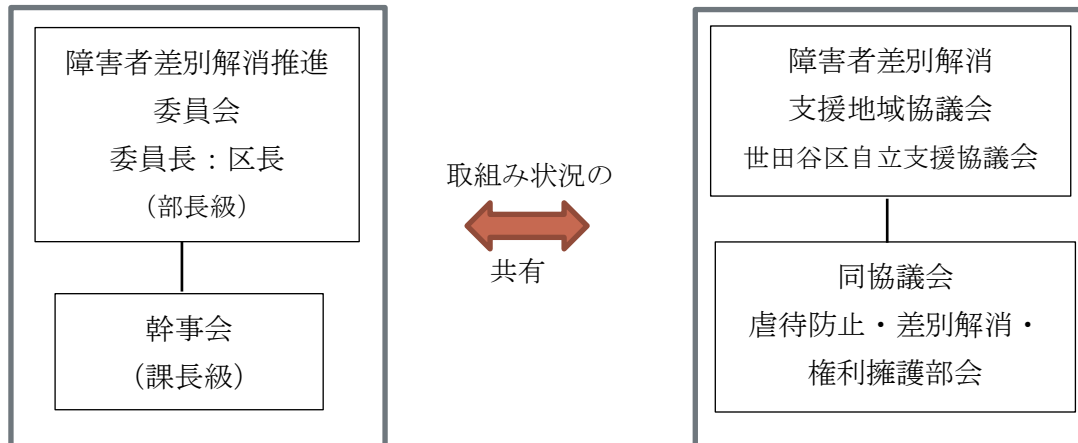 障害者差別解消推進
委員会
委員長:区長
(部長級)
幹事会
(課長級)
取組み状況の
共有
障害者差別解消
支援地域協議会
世田谷区自立支援協議会
同協議会
虐待防止・差別解消・
権利擁護部会